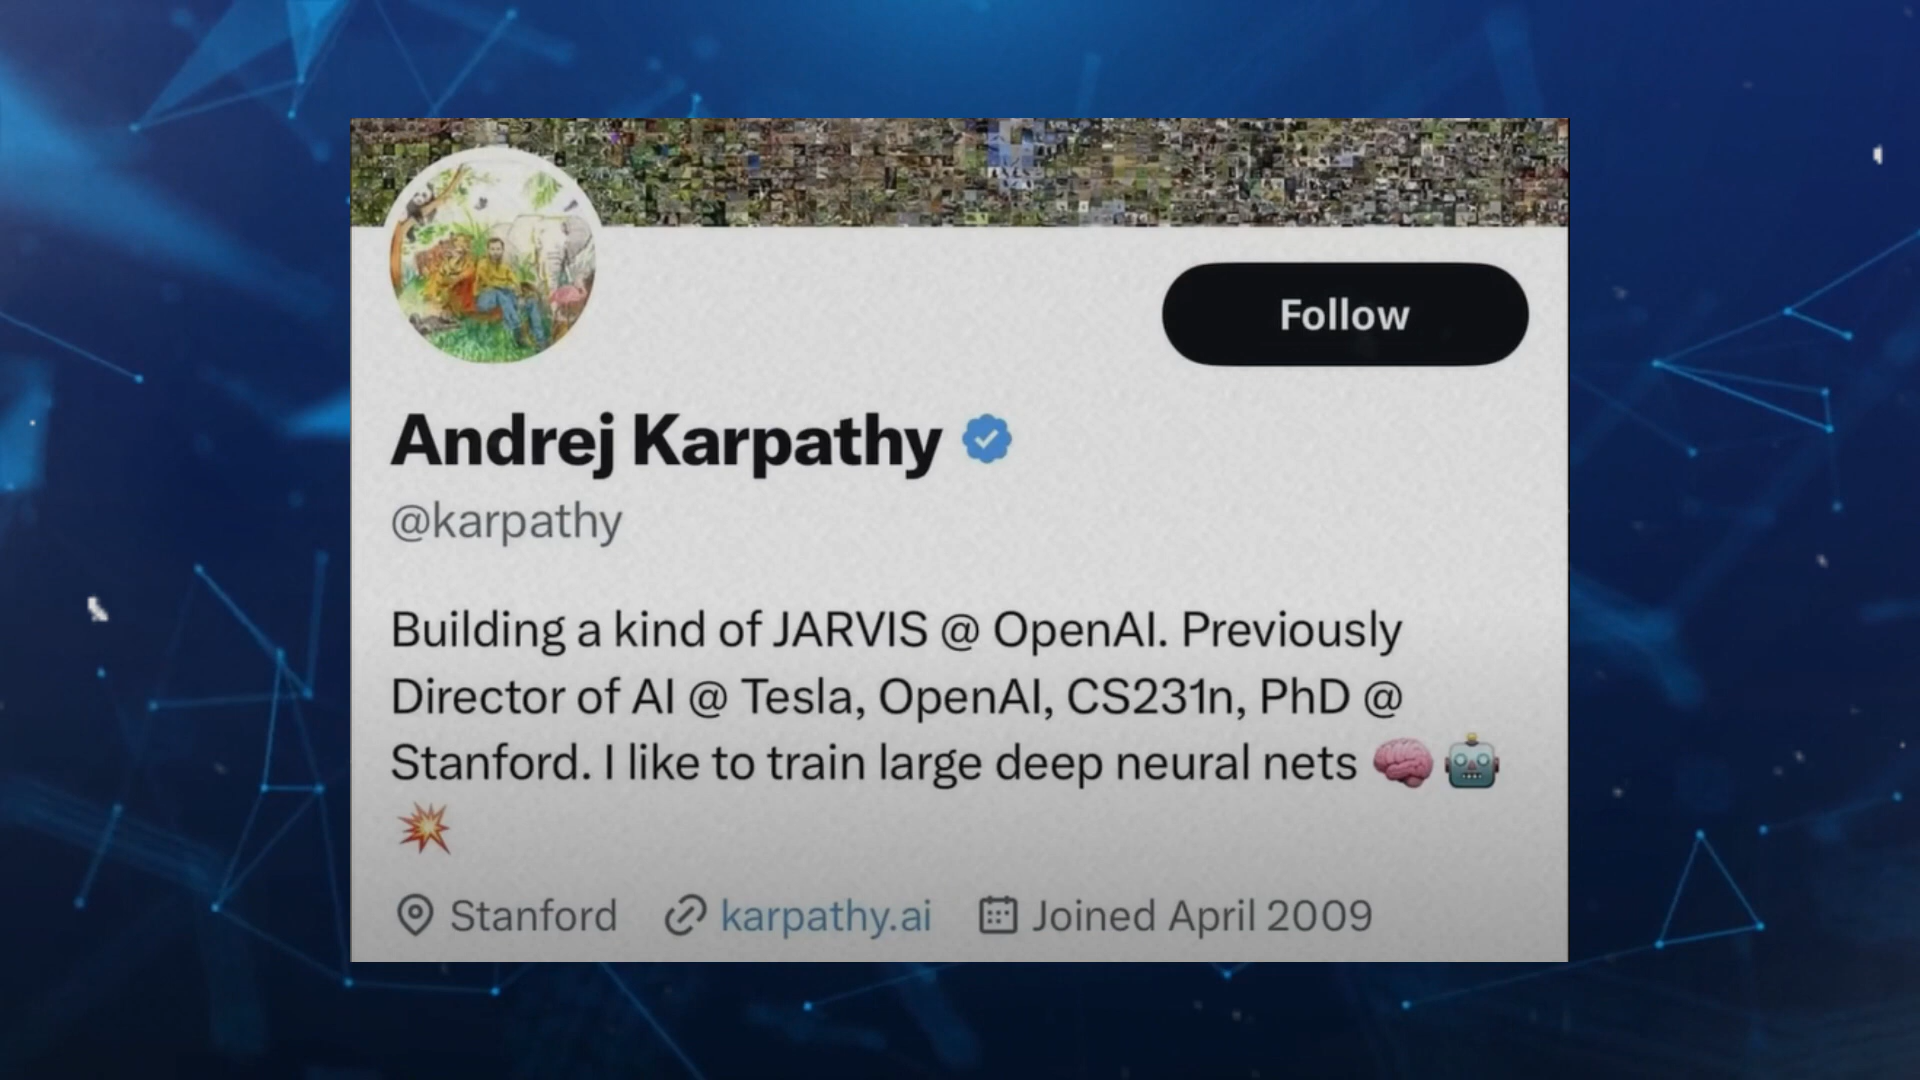 Follow
Andrej Karpathy
@karpathy
Building a kind of JARVIS @ OpenAI. Previously
Director of AI @ Tesla, OpenAI, CS231n, PhD @
Stanford. I like to train large deep neural nets 🧠 🤖
💥
Stanford karpathy.ai Joined April 2009